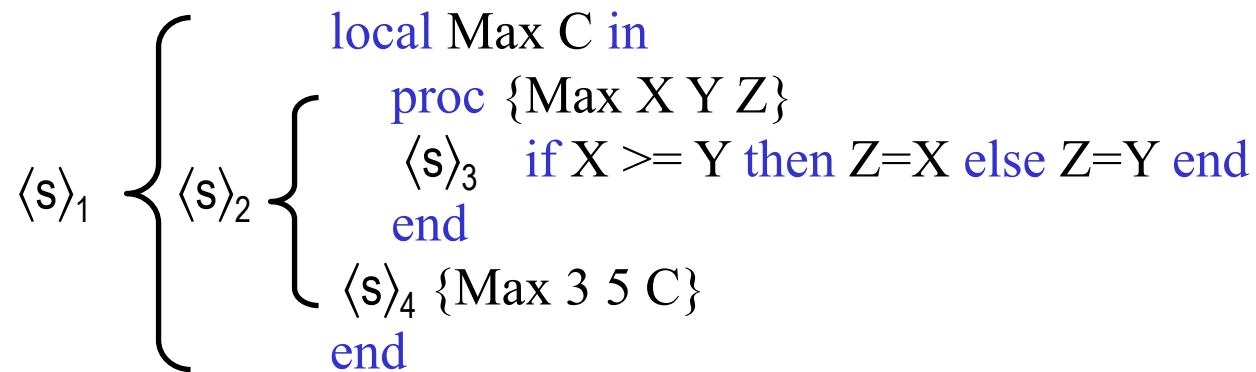 local Max C in
proc {Max X Y Z}
⟨s⟩3 if X >= Y then Z=X else Z=Y end
⟨s⟩1 ⟨s⟩2
end
⟨s⟩4 {Max 3 5 C}
end